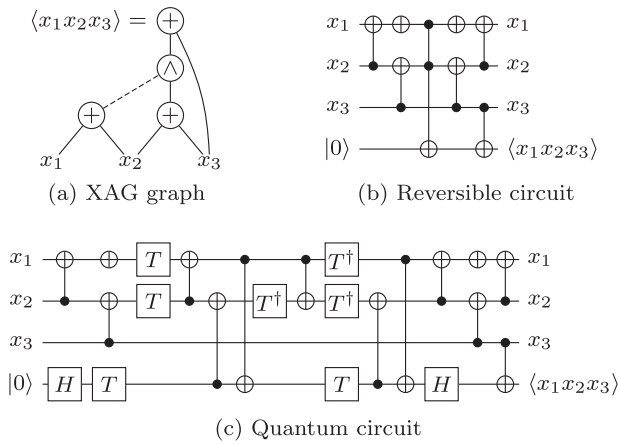 ⟨x₁x₂x₃⟩ = +
∧
+ +
x₁ x₂ x₃
(a) XAG graph
x₁ x₁
x₂ x₂
x₃ x₃
|0⟩ ⟨x₁x₂x₃⟩
(b) Reversible circuit
x₁ T T† x₁
x₂ T T† T† x₂
x₃ x₃
|0⟩ H T T H ⟨x₁x₂x₃⟩
(c) Quantum circuit